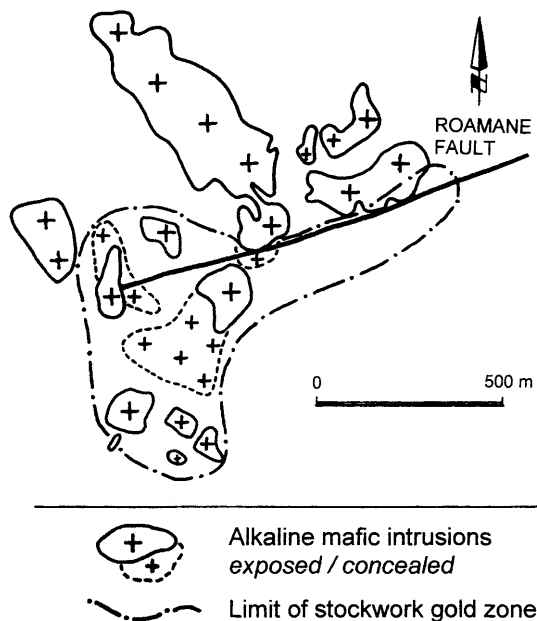 ROAMANE
FAULT
0
500 m
Alkaline mafic intrusions
exposed / concealed
Limit of stockwork gold zone